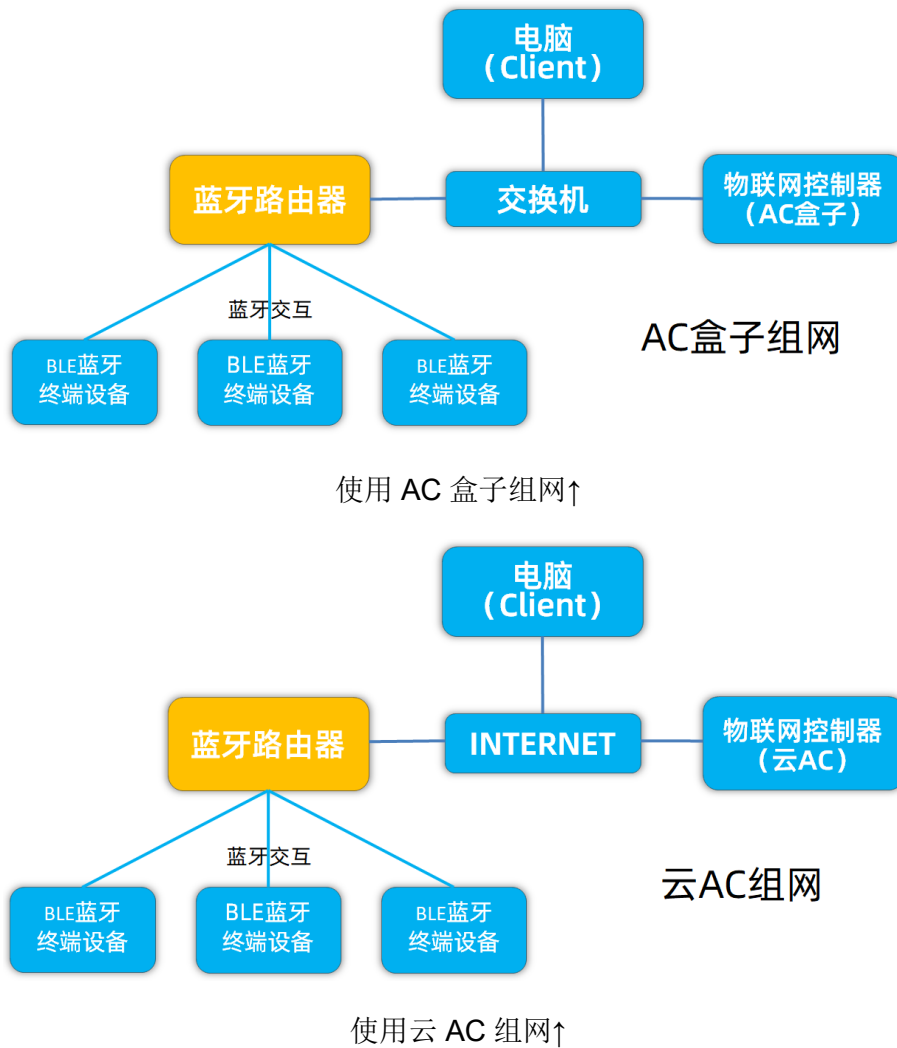 电脑
（Client）
蓝牙路由器
交换机
物联网控制器
（AC盒子）
蓝牙交互
AC盒子组网
BLE蓝牙
终端设备
BLE蓝牙
终端设备
BLE蓝牙
终端设备
使用 AC 盒子组网↑
电脑
（Client）
蓝牙路由器
INTERNET
物联网控制器
（云AC）
蓝牙交互
云AC组网
BLE蓝牙
终端设备
BLE蓝牙
终端设备
BLE蓝牙
终端设备
使用云 AC 组网↑